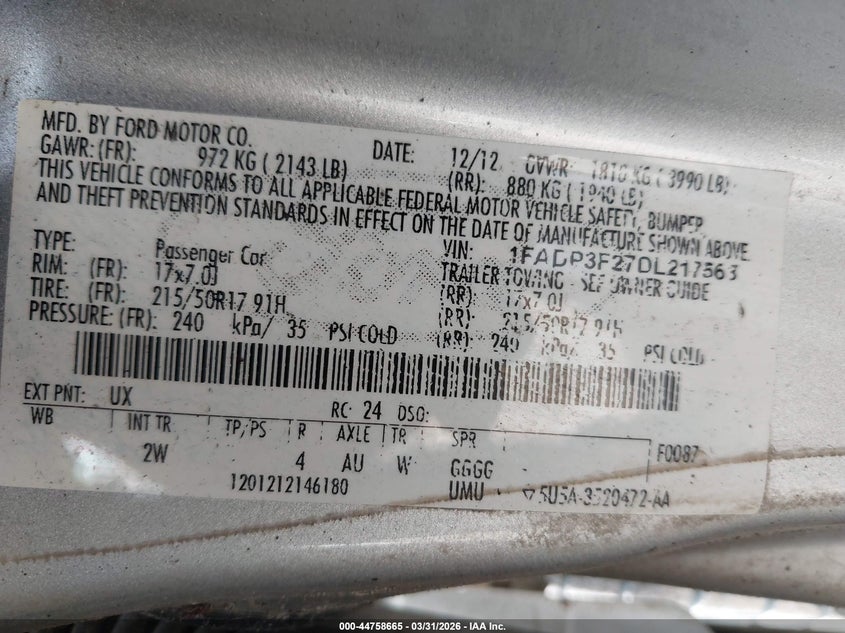 MFD. BY FORD MOTOR CO. DATE: 12/12 GVWR: 1810 KG ( 3990 LB)
GAWR: (FR): 972 KG ( 2143 LB) (RR): 880 KG ( 1940 LB)
THIS VEHICLE CONFORMS TO ALL APPLICABLE FEDERAL MOTOR VEHICLE SAFETY, BUMPER,
AND THEFT PREVENTION STANDARDS IN EFFECT ON THE DATE OF MANUFACTURE SHOWN ABOVE.
VIN: 1FADP3F27DL217563
TYPE: Passenger Car TRAILER TOWING - SEE OWNER GUIDE
RIM: (FR): 17x7.0J (RR): 17x7.0J
TIRE: (FR): 215/50R17 91H (RR): 215/50R17 91H
PRESSURE: (FR): 240 kPa/ 35 PSI COLD (RR): 240 kPa/ 35 PSI COLD
EXT PNT: UX RC: 24 DSO:
WB INT TR TP/PS R AXLE TR SPR F0087
2W 4 AU W GGGG
1201212146180 UMU
000-44758665 - 03/31/2026 - IAA Inc.